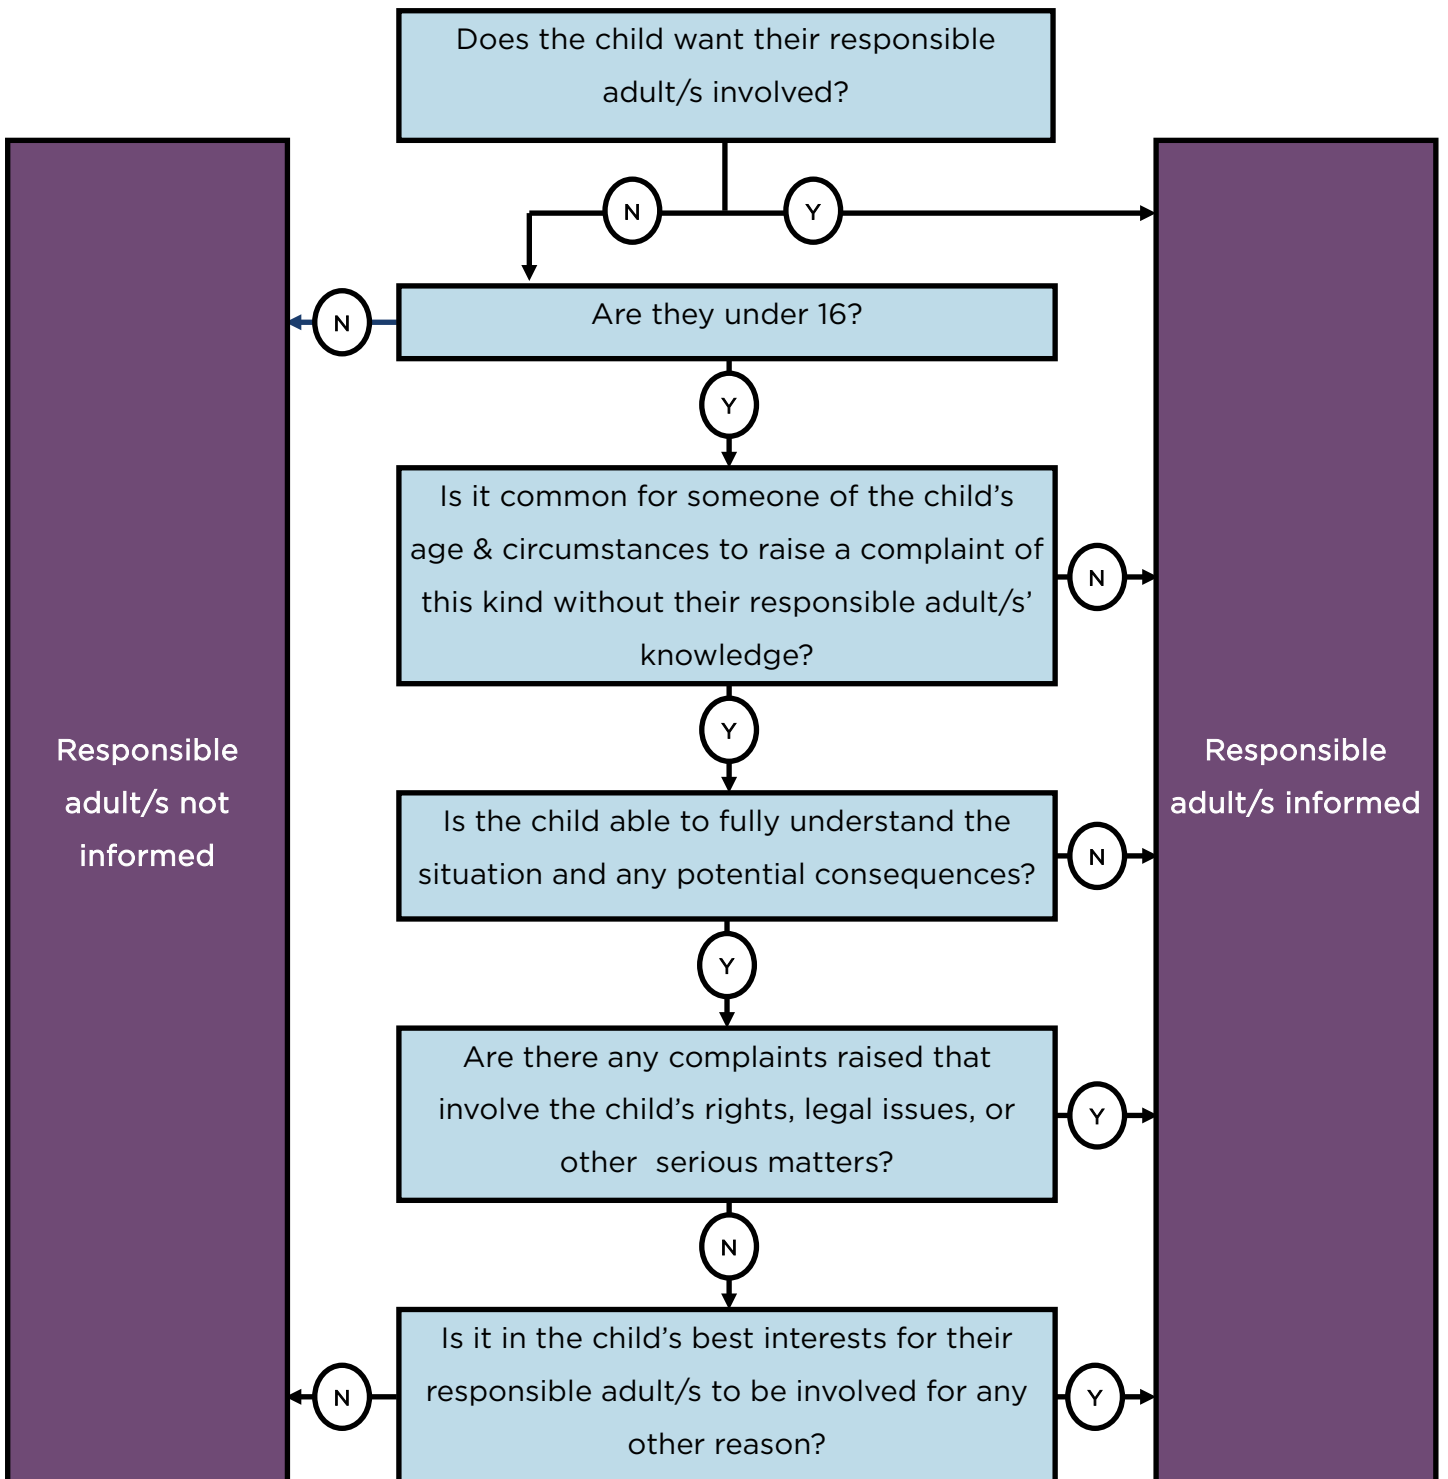 Does the child want their responsible
adult/s involved?
N
Y
Are they under 16?
N
Y
Is it common for someone of the child’s
age & circumstances to raise a complaint of
this kind without their responsible adult/s’
knowledge?
N
Y
Responsible
adult/s not
informed
Responsible
adult/s informed
Is the child able to fully understand the
situation and any potential consequences?
N
Y
Are there any complaints raised that
involve the child’s rights, legal issues, or
other  serious matters?
Y
N
Is it in the child’s best interests for their
responsible adult/s to be involved for any
other reason?
N
Y